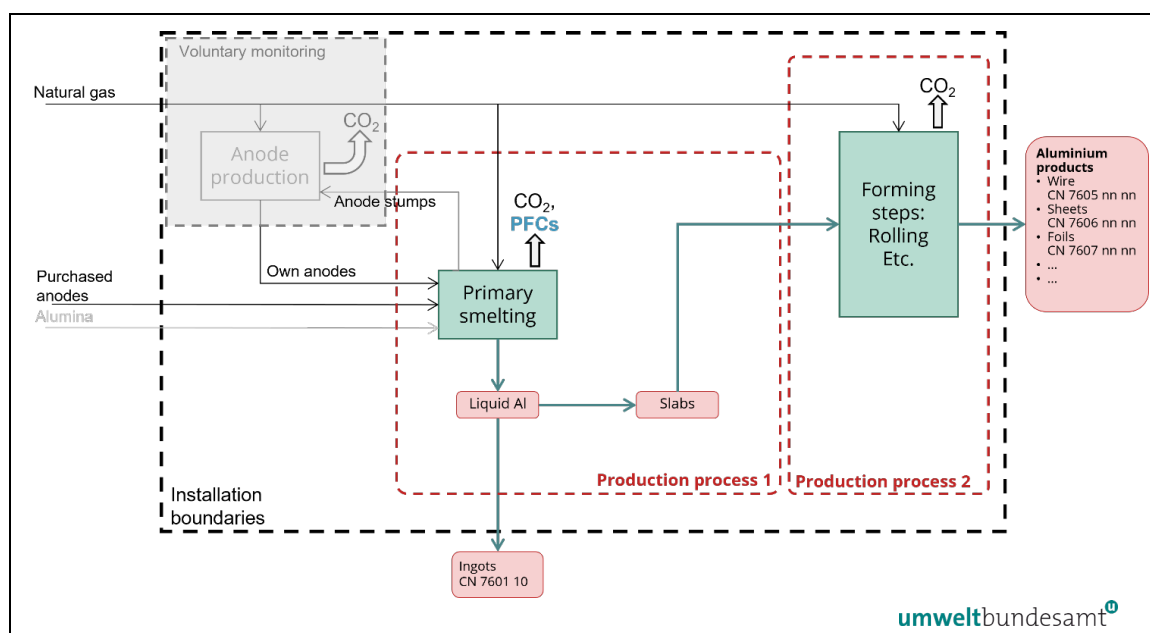 Voluntary monitoring
Natural gas
CO2
Anode
production
Anode stumps
Own anodes
Purchased
anodes
Alumina
CO2,
PFCs
Primary
smelting
Liquid Al
Slabs
Production process 1
CO2
Forming
steps:
Rolling
Etc.
Production process 2
Aluminium
products
• Wire
CN 7605 nn nn
• Sheets
CN 7606 nn nn
• Foils
CN 7607 nn nn
• ...
• ...
Installation
boundaries
Ingots
CN 7601 10
umweltbundesamt u